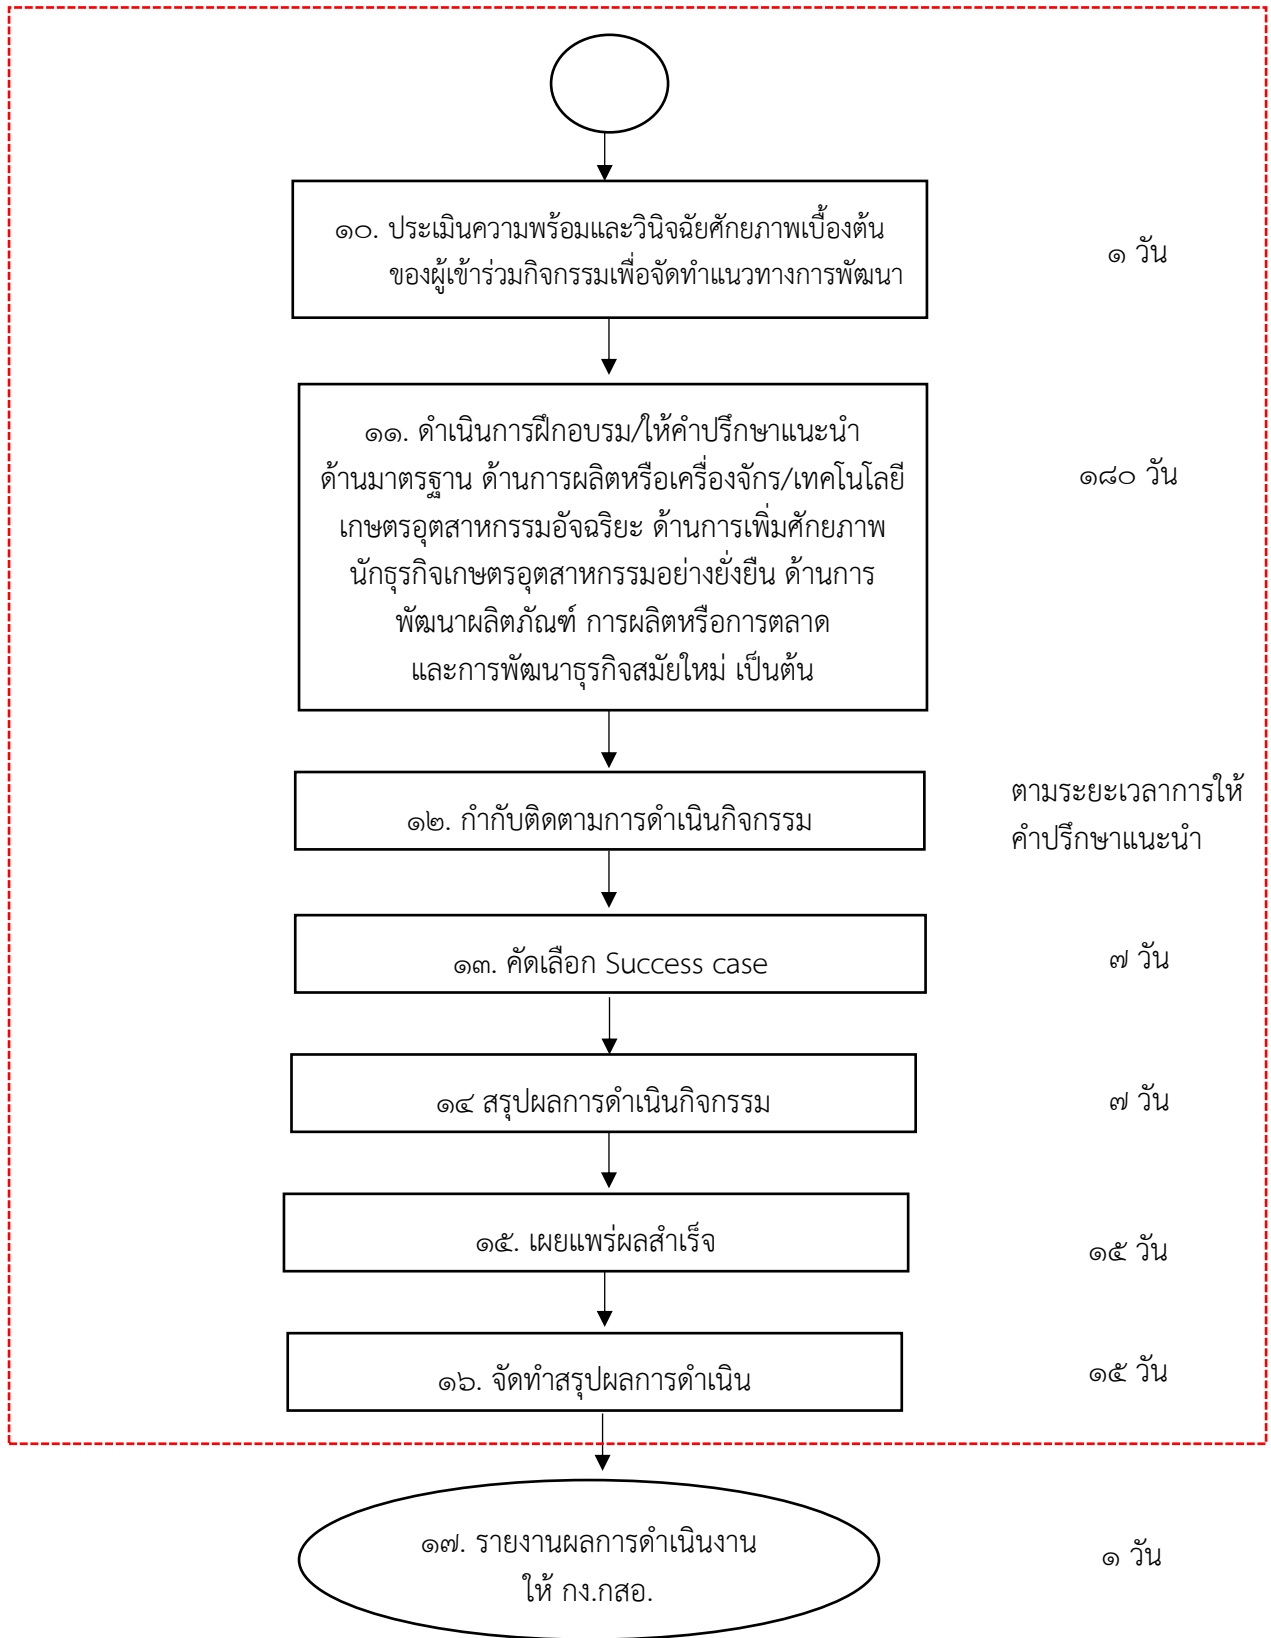 ๑๐. ประเมินความพร้อมและวินิจฉัยศักยภาพเบื้องต้น
ของผู้เข้าร่วมกิจกรรมเพื่อจัดทำแนวทางการพัฒนา
๑ วัน
๑๑. ดำเนินการฝึกอบรม/ให้คำปรึกษาแนะนำ
ด้านมาตรฐาน ด้านการผลิตหรือเครื่องจักร/เทคโนโลยี
เกษตรอุตสาหกรรมอัจฉริยะ ด้านการเพิ่มศักยภาพ
นักธุรกิจเกษตรอุตสาหกรรมอย่างยั่งยืน ด้านการ
พัฒนาผลิตภัณฑ์ การผลิตหรือการตลาด
และการพัฒนาธุรกิจสมัยใหม่ เป็นต้น
๑๘๐ วัน
๑๒. กำกับติดตามการดำเนินกิจกรรม
ตามระยะเวลาการให้
คำปรึกษาแนะนำ
๑๓. คัดเลือก Success case
๗ วัน
๑๔ สรุปผลการดำเนินกิจกรรม
๗ วัน
๑๕. เผยแพร่ผลสำเร็จ
๑๕ วัน
๑๖. จัดทำสรุปผลการดำเนิน
๑๕ วัน
๑๗. รายงานผลการดำเนินงาน
ให้ กง.กสอ.
๑ วัน